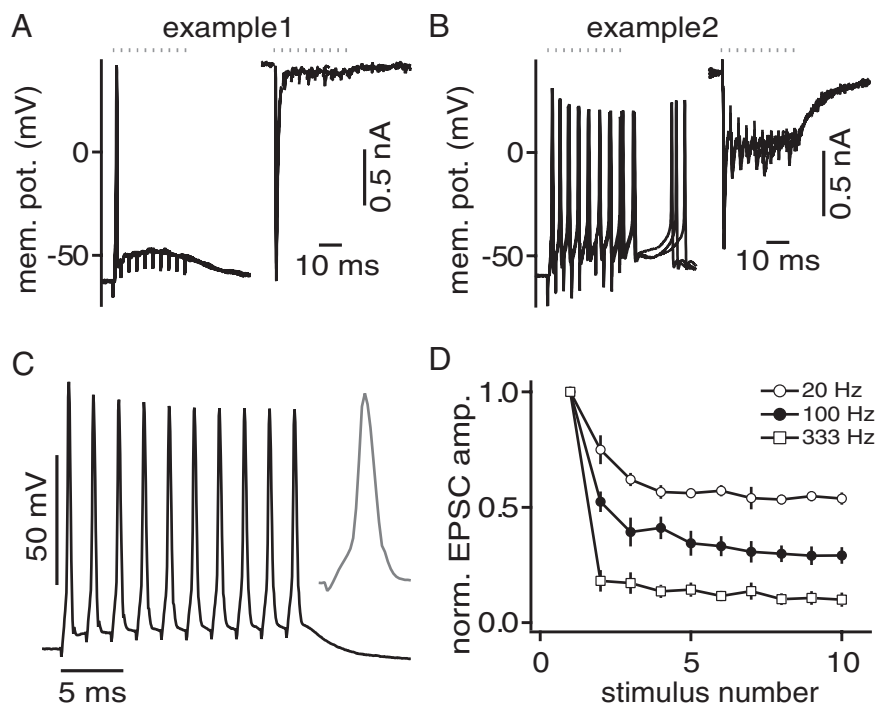 A
example1
mem. pot. (mV)
0
-50
0.5 nA
10 ms
B
example2
mem. pot. (mV)
0
-50
0.5 nA
10 ms
C
50 mV
5 ms
D
norm. EPSC amp.
1.0
0.5
0.0
20 Hz
100 Hz
333 Hz
0
5
10
stimulus number